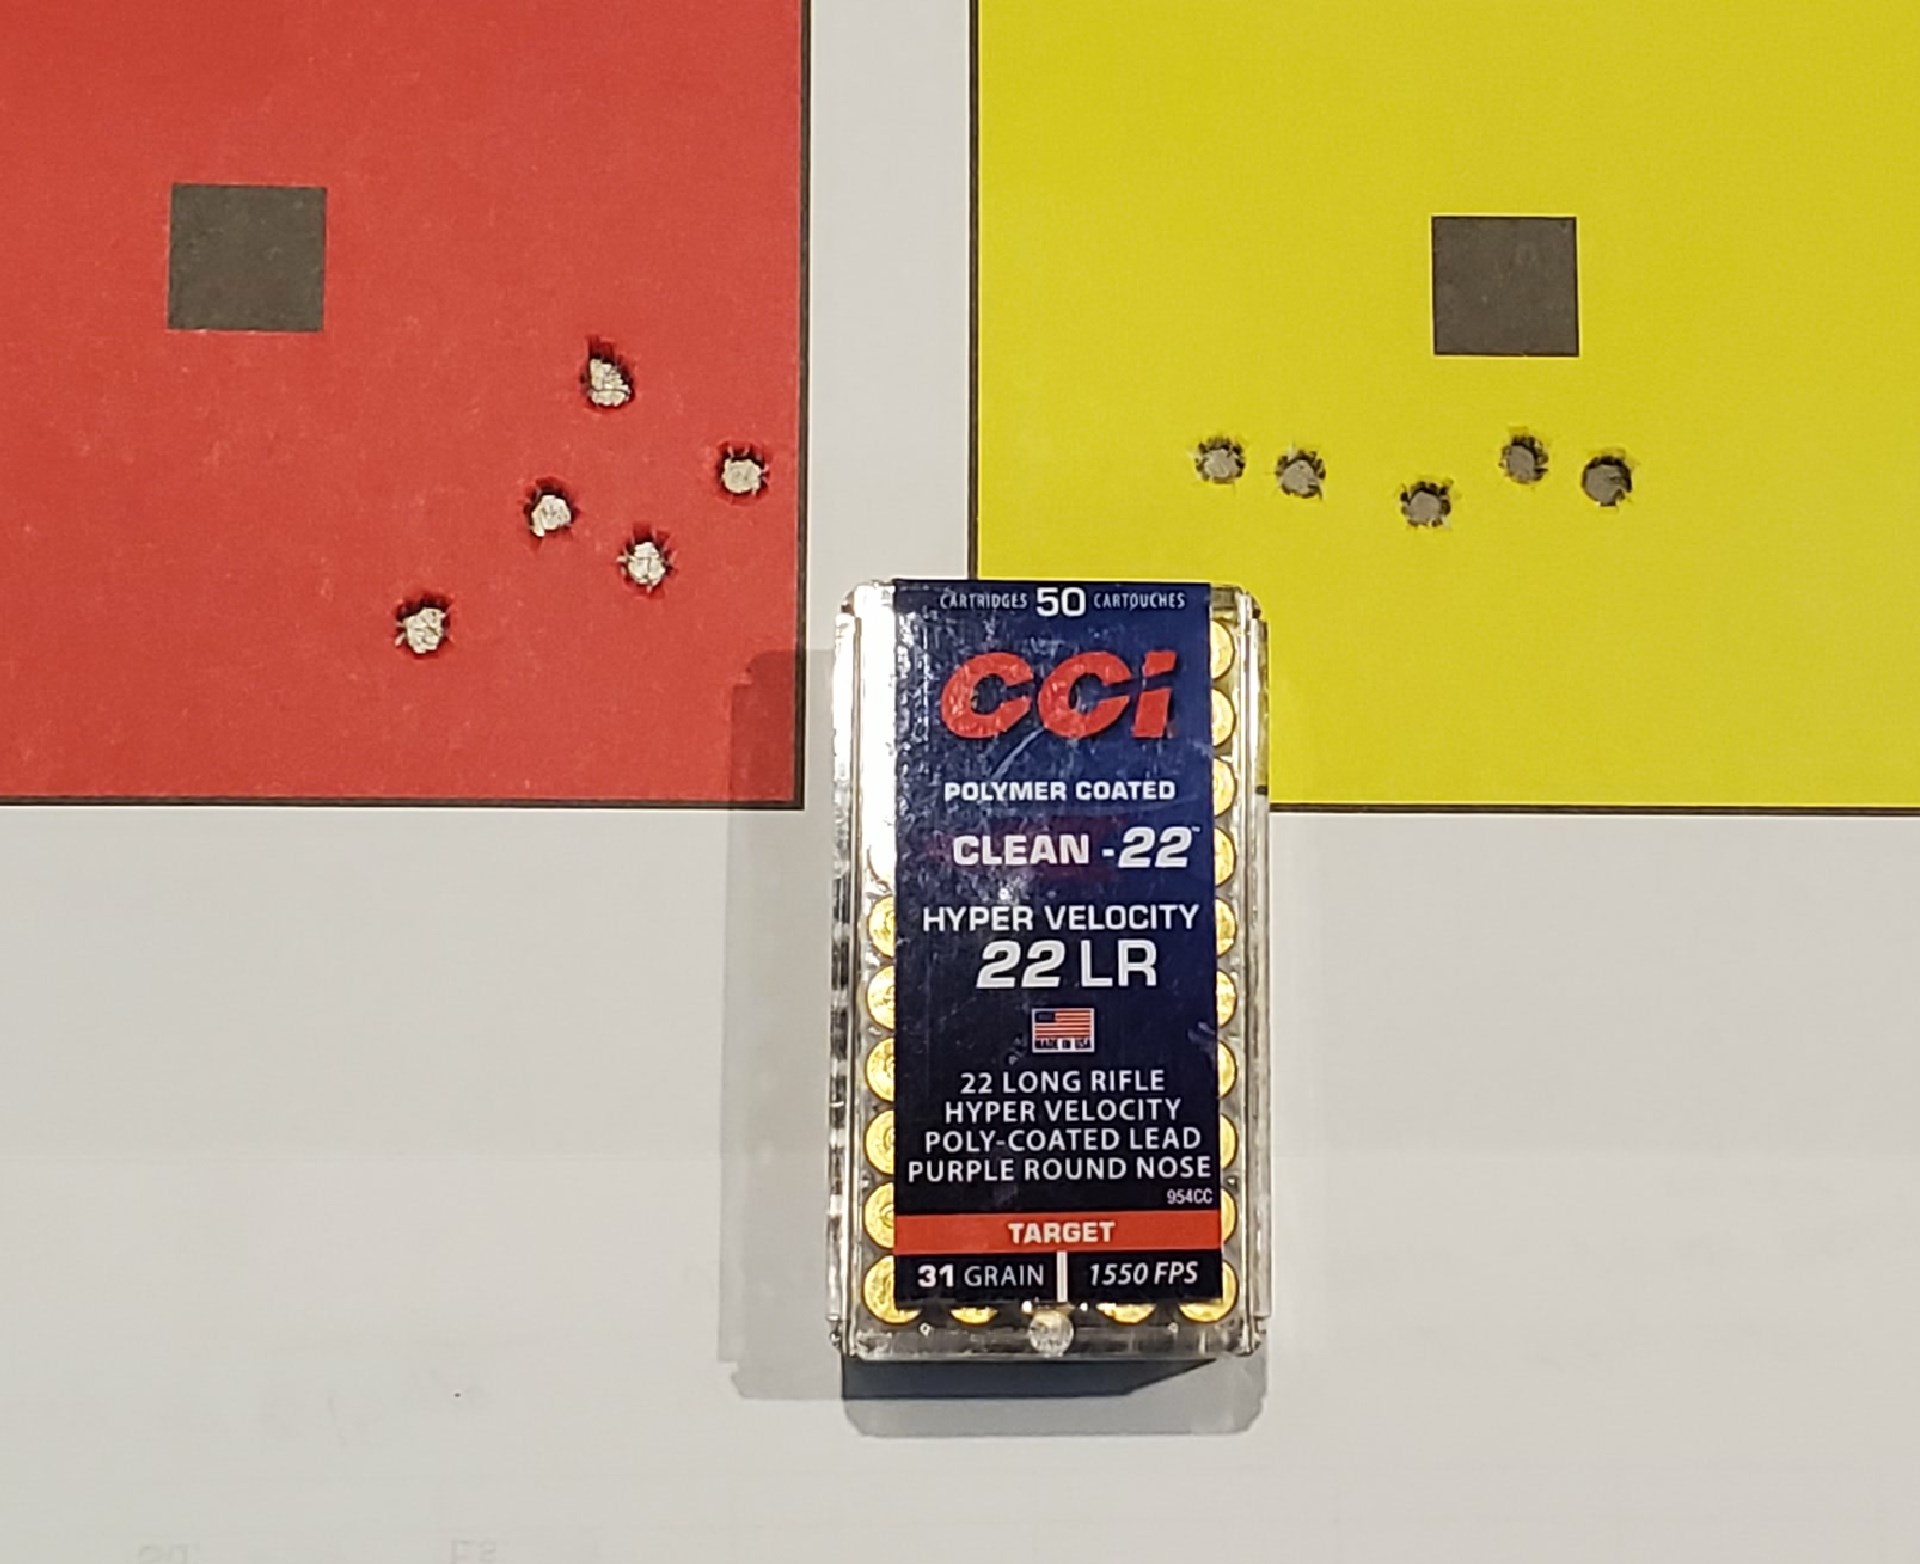 CARTRIDGES 50 CARTOUCHES
CCi
POLYMER COATED
CLEAN-22™
HYPER VELOCITY
22 LR
MADE IN USA
22 LONG RIFLE
HYPER VELOCITY
POLY-COATED LEAD
PURPLE ROUND NOSE
954CC
TARGET
31 GRAIN | 1550 FPS